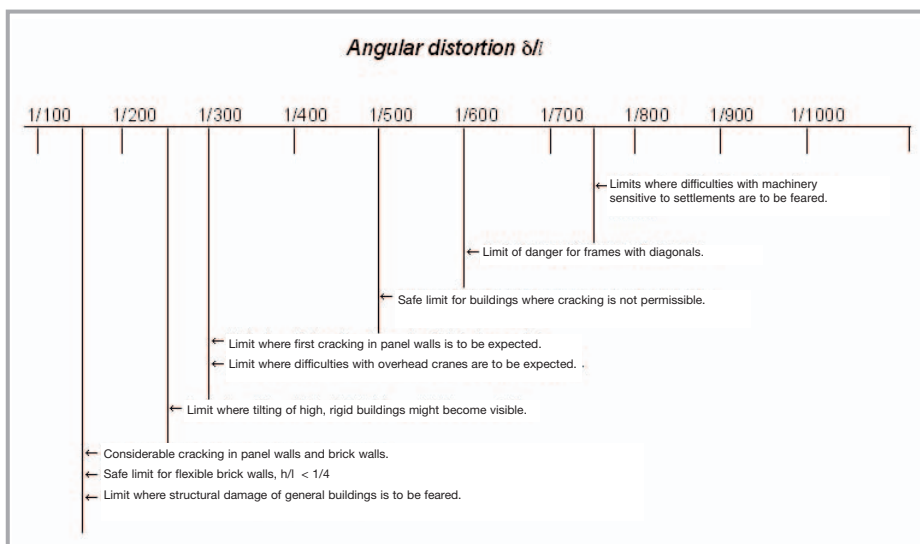 Angular distortion δ/l
1/100 1/200 1/300 1/400 1/500 1/600 1/700 1/800 1/900 1/1000
← Limits where difficulties with machinery
sensitive to settlements are to be feared.
← Limit of danger for frames with diagonals.
← Safe limit for buildings where cracking is not permissible.
← Limit where first cracking in panel walls is to be expected.
← Limit where difficulties with overhead cranes are to be expected. .
← Limit where tilting of high, rigid buildings might become visible.
← Considerable cracking in panel walls and brick walls.
← Safe limit for flexible brick walls, h/l < 1/4
← Limit where structural damage of general buildings is to be feared.